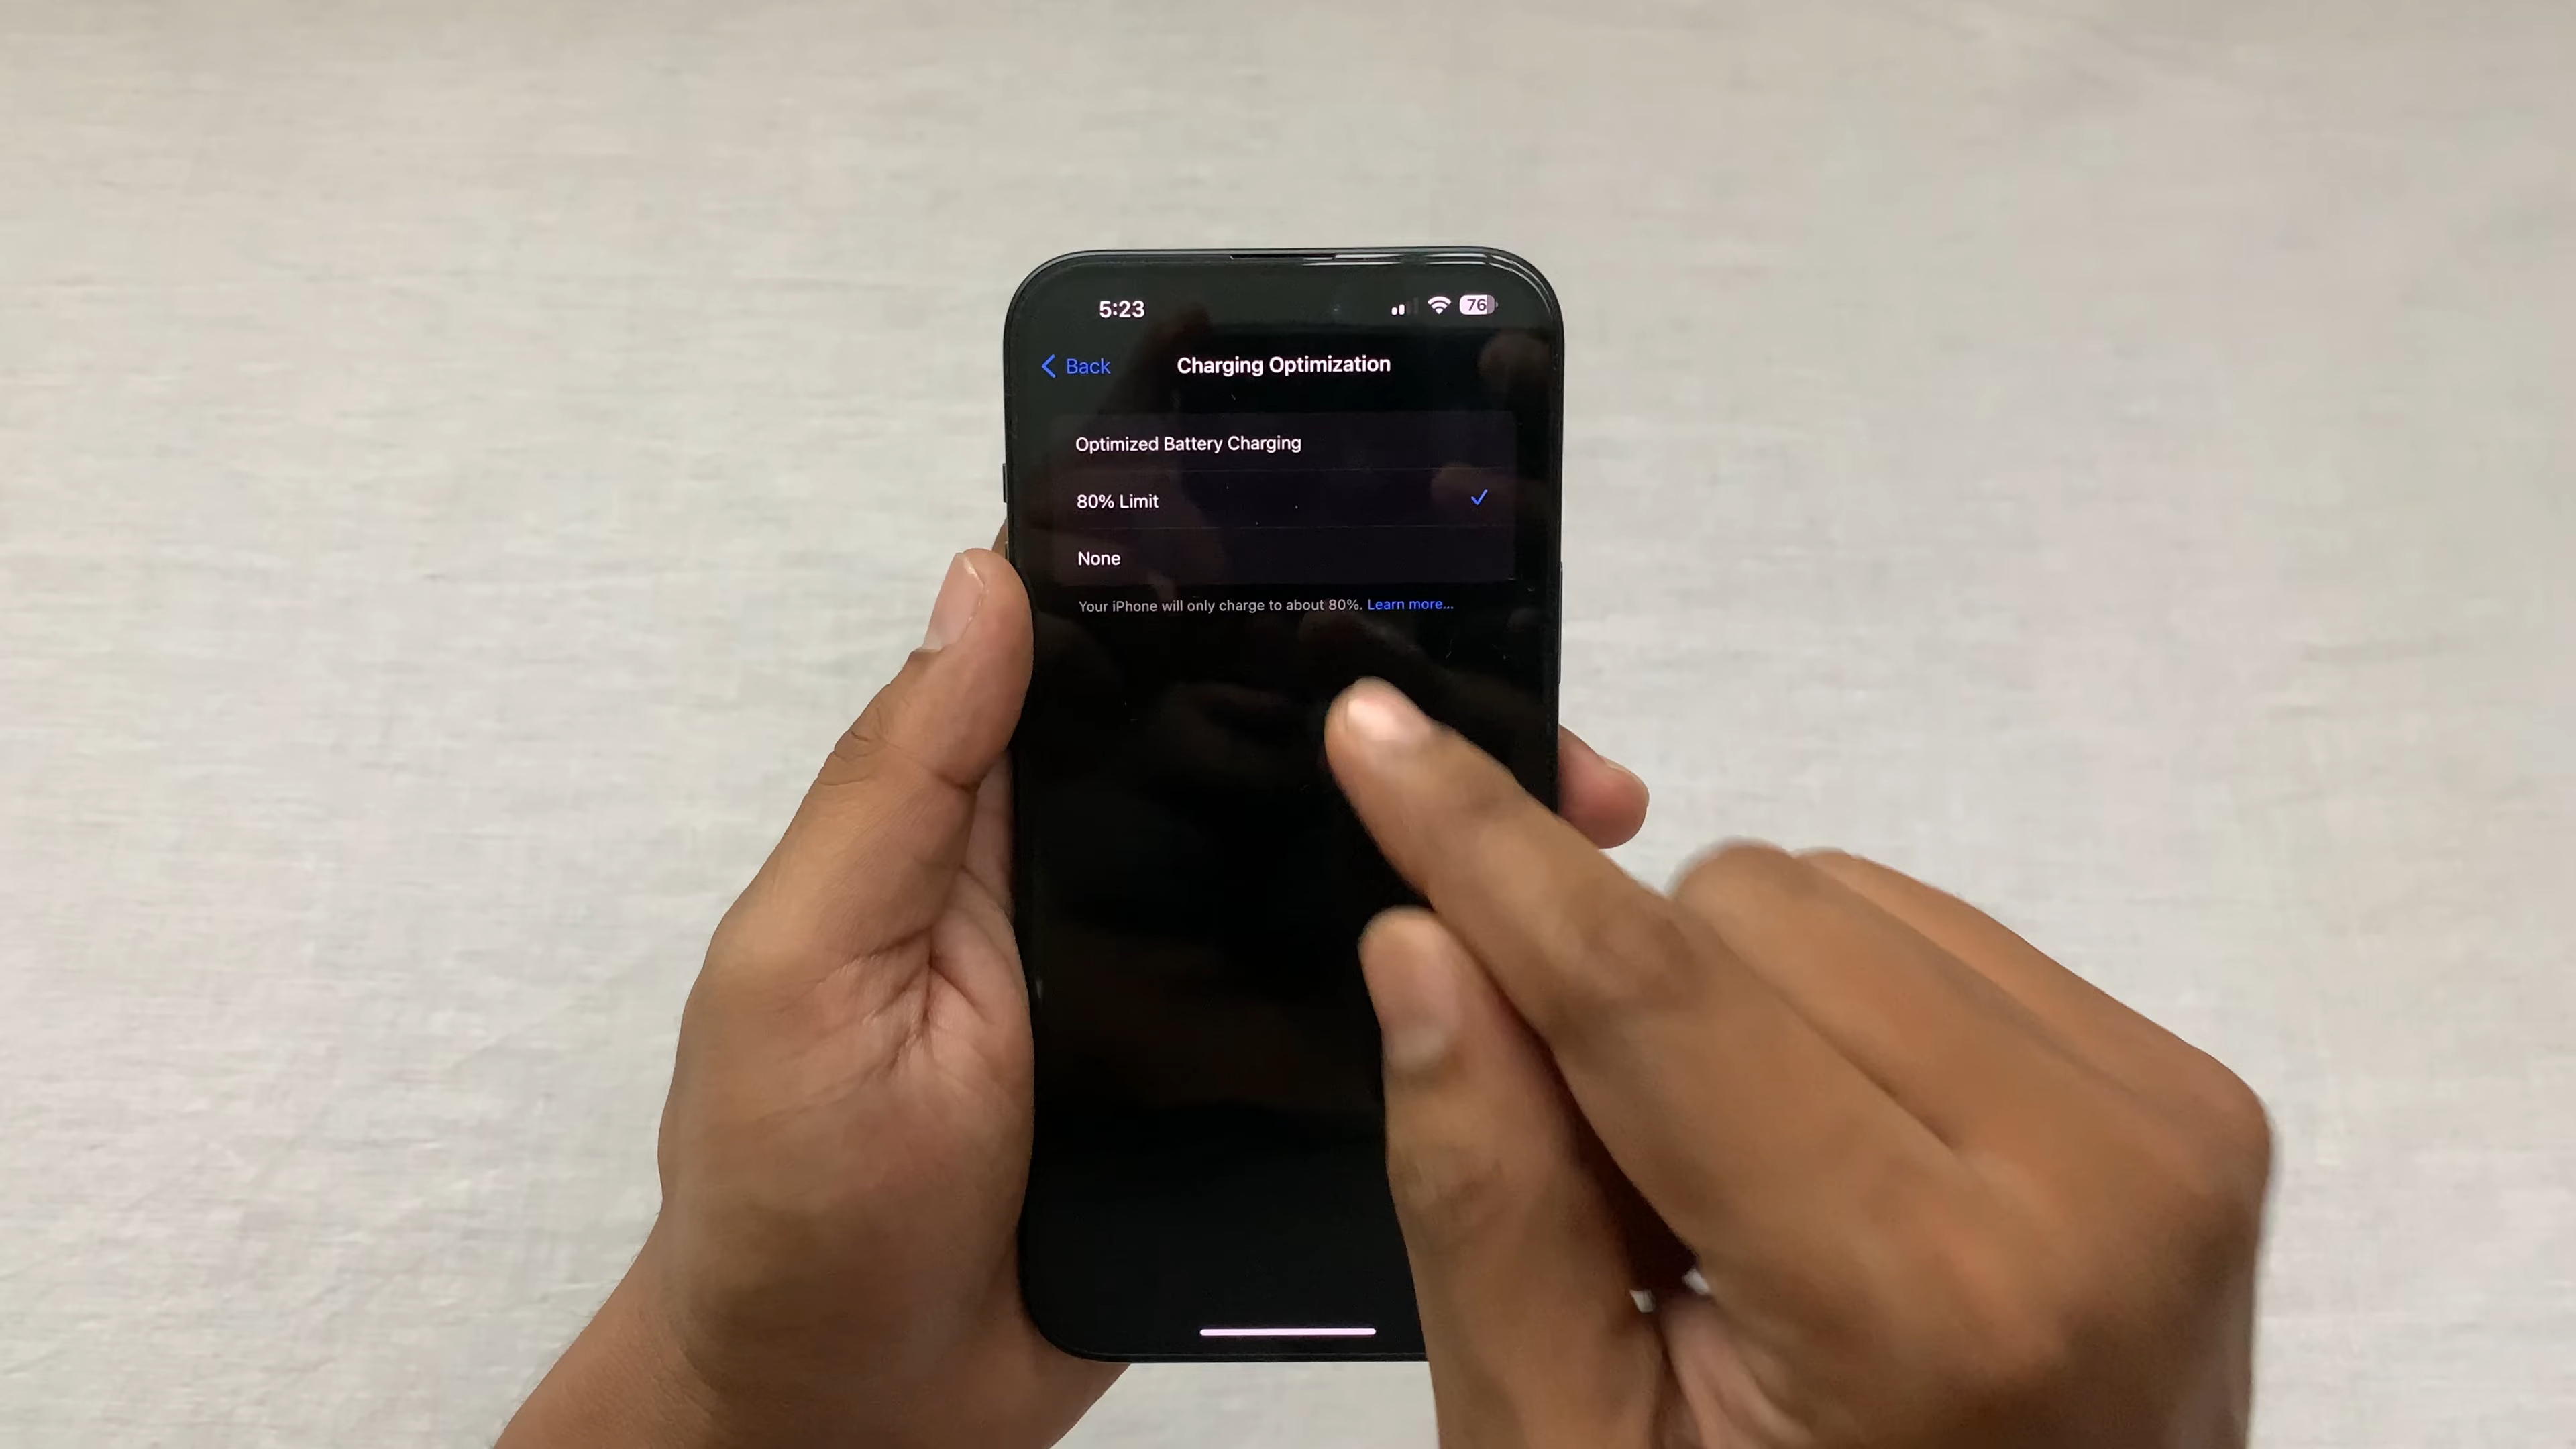 5:23
76
Back
Charging Optimization
Optimized Battery Charging
80% Limit
None
Your iPhone will only charge to about 80%. Learn more...